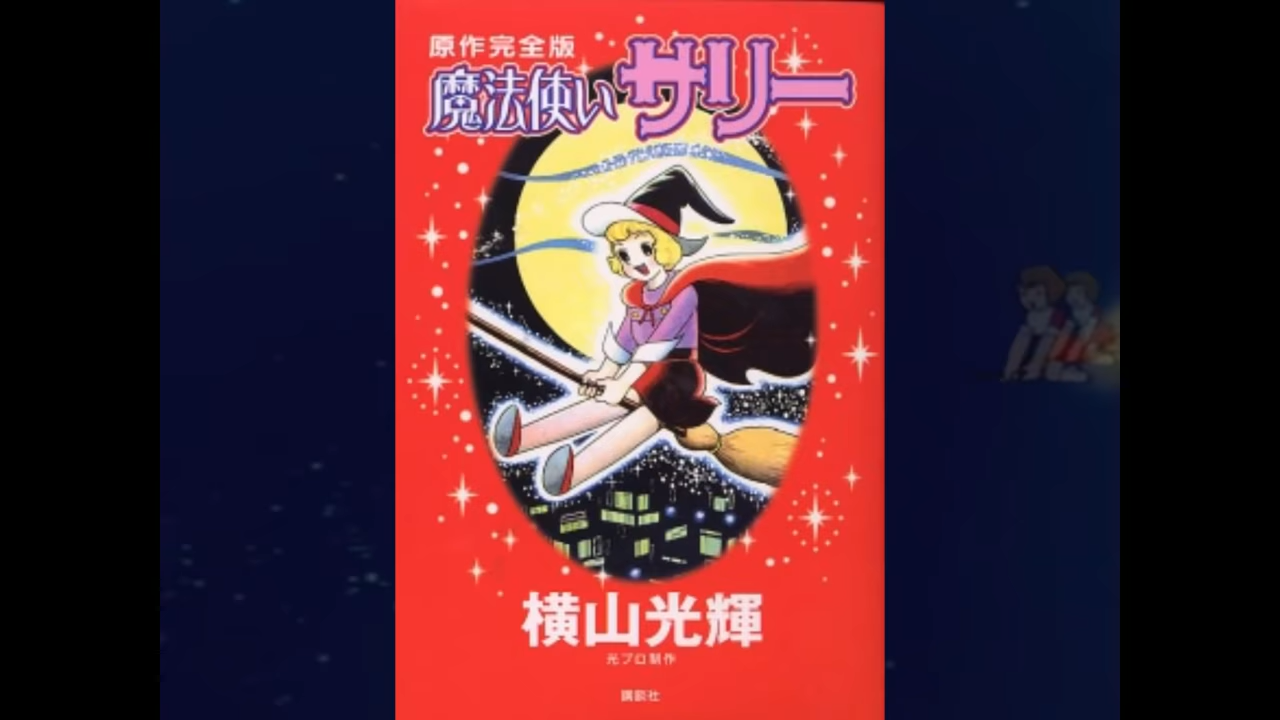 原作完全版
魔法使いサリー
横山光輝
光プロ制作
講談社